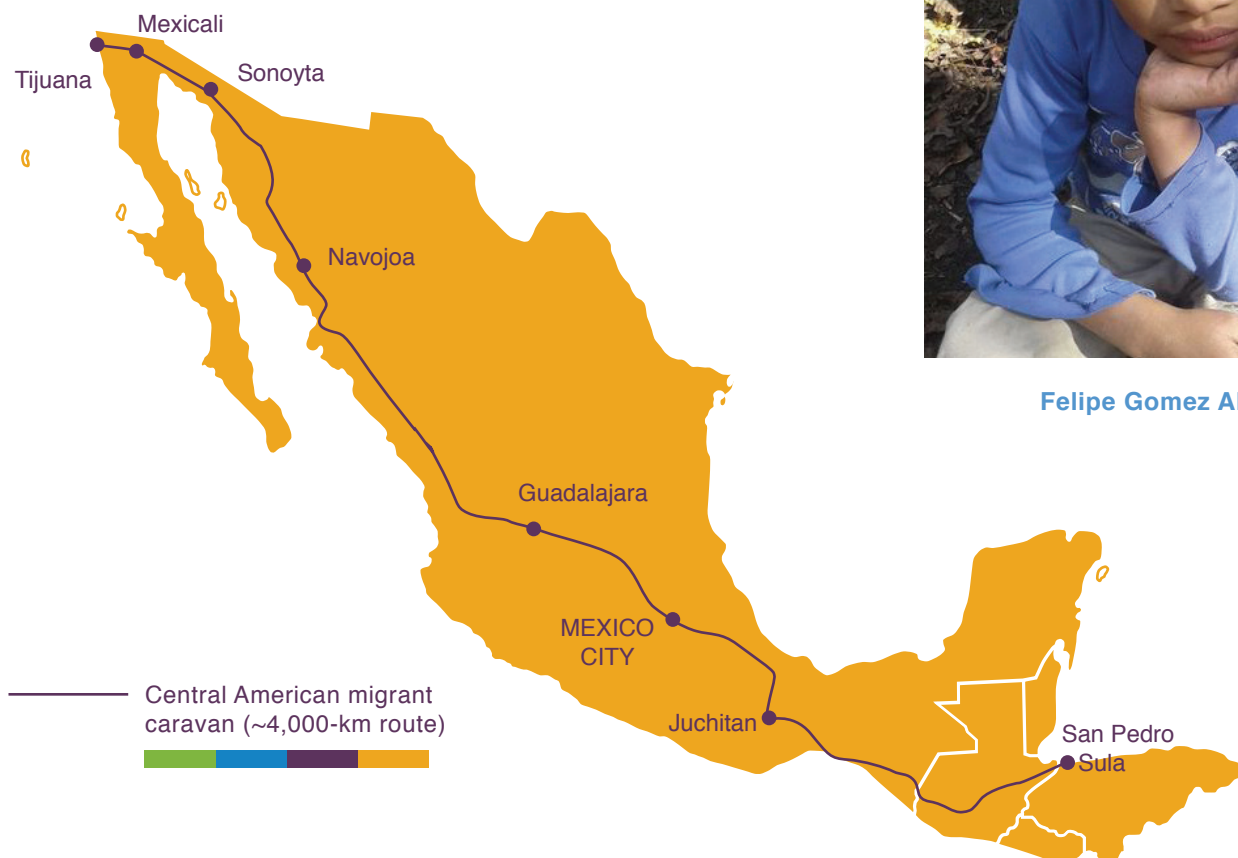 Mexicali
Tijuana
Sonoyta
Navojoa
Felipe Gomez
Guadalajara
MEXICO
CITY
Central American migrant
caravan (~4,000-km route)
Juchitan
San Pedro
Sula